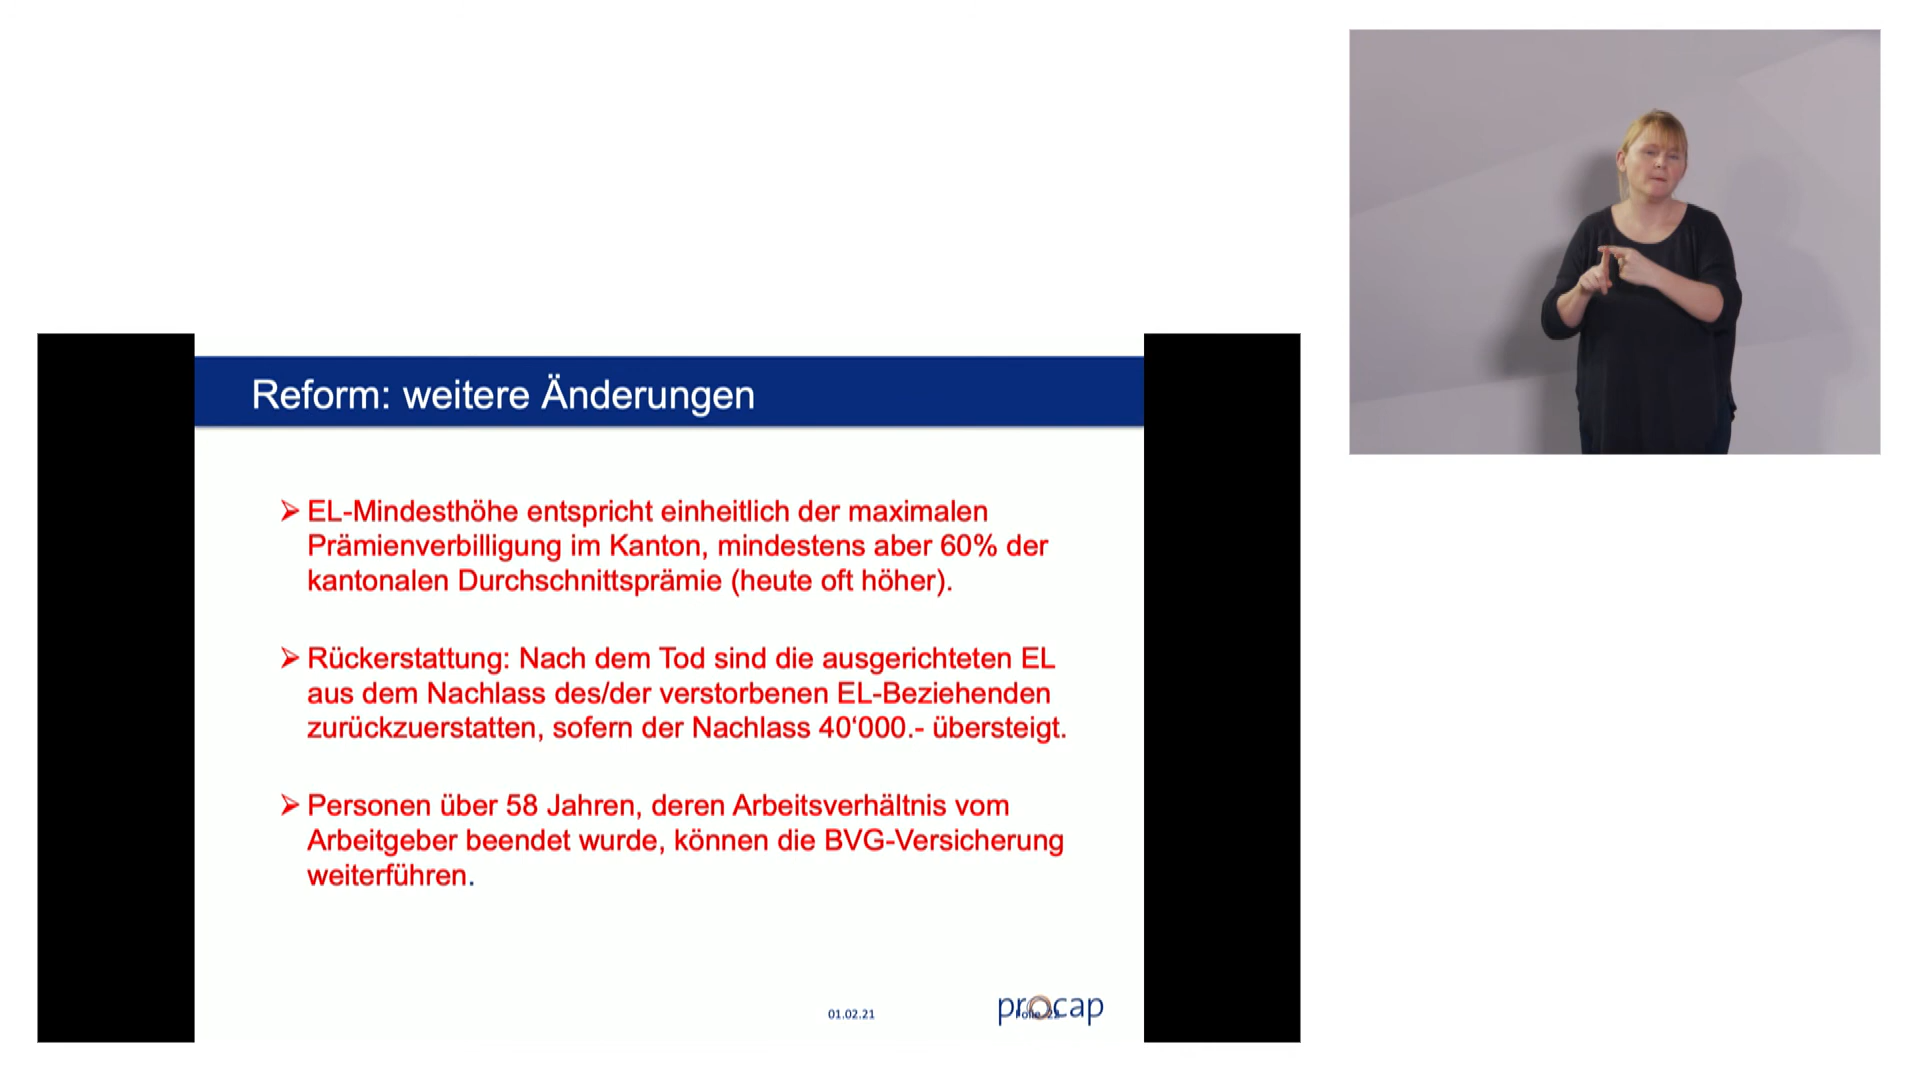 Reform: weitere Änderungen
➢ EL-Mindesthöhe entspricht einheitlich der maximalen
Prämienverbilligung im Kanton, mindestens aber 60% der
kantonalen Durchschnittsprämie (heute oft höher).
➢ Rückerstattung: Nach dem Tod sind die ausgerichteten EL
aus dem Nachlass des/der verstorbenen EL-Beziehenden
zurückzuerstatten, sofern der Nachlass 40‘000.- übersteigt.
➢ Personen über 58 Jahren, deren Arbeitsverhältnis vom
Arbeitgeber beendet wurde, können die BVG-Versicherung
weiterführen.
01.02.21
procap